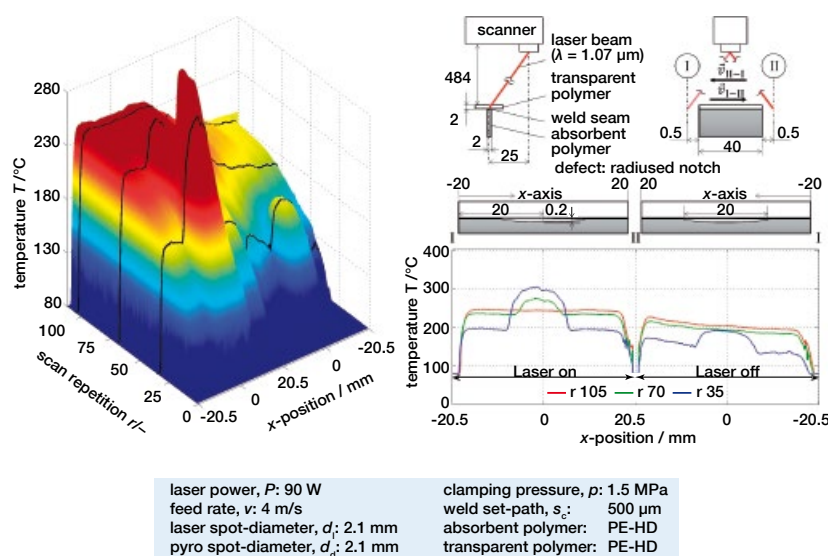 280
230
180
130
80
temperature T /°C
100
75
50
25
0
scan repetition r/–
-20.5
0
20.5
0
-20.5
x-position / mm
scanner
laser beam
(λ = 1.07 µm)
transparent
polymer
weld seam
absorbent
polymer
484
2
2
25
I
II
v⃗ II–I
v⃗ I–II
0.5
40
0.5
defect: radiused notch
-20
x-axis
20
20
x-axis
-20
20
0.2
20
I
II
I
temperature T /°C
400
300
200
100
0
Laser on
Laser off
r 105
r 70
r 35
-20.5
0
20.5
0
-20.5
x-position / mm
laser power, P: 90 W
feed rate, v: 4 m/s
laser spot-diameter, dl: 2.1 mm
pyro spot-diameter, dd: 2.1 mm
clamping pressure, p: 1.5 MPa
weld set-path, sc: 500 µm
absorbent polymer: PE-HD
transparent polymer: PE-HD